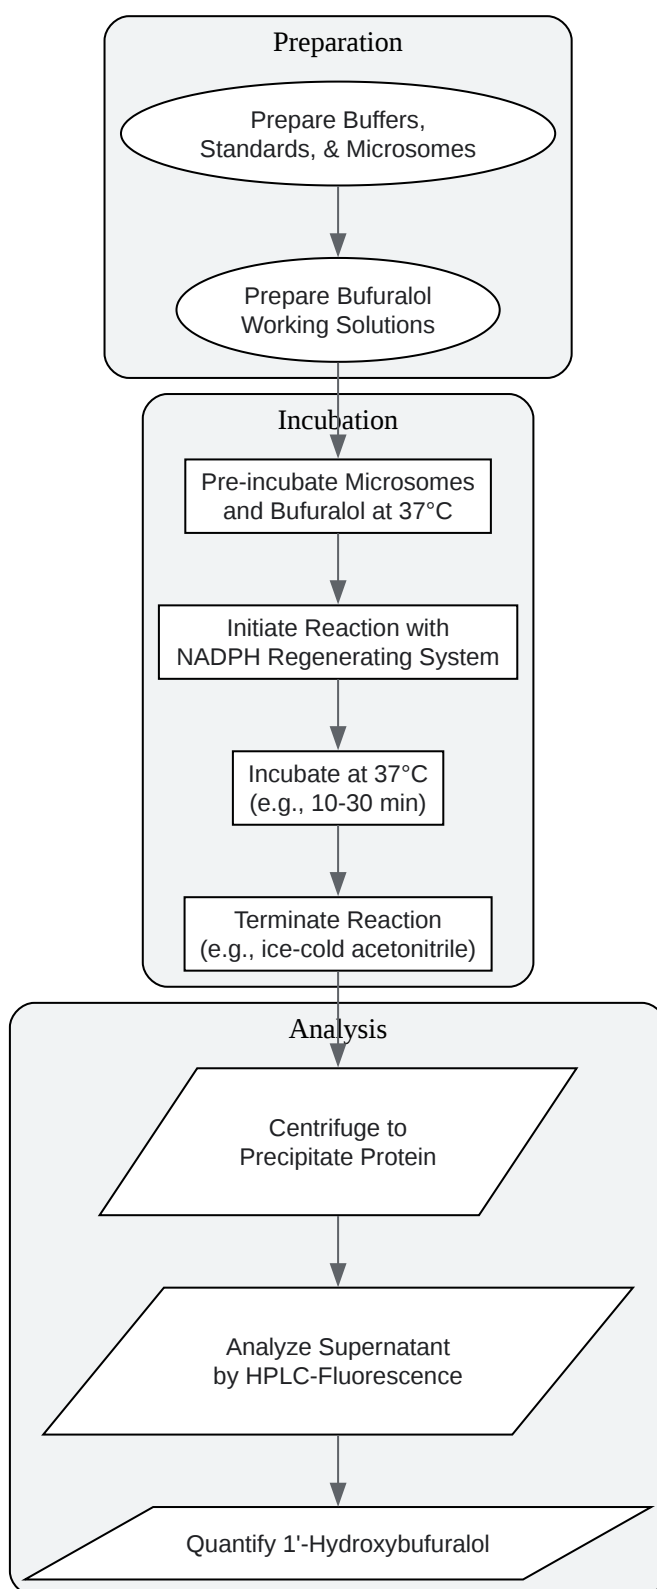 Preparation
Prepare Buffers,
Standards, & Microsomes
Prepare Bufuralol
Working Solutions
Incubation
Pre-incubate Microsomes
and Bufuralol at 37°C
Initiate Reaction with
NADPH Regenerating System
Incubate at 37°C
(e.g., 10-30 min)
Terminate Reaction
(e.g., ice-cold acetonitrile)
Analysis
Centrifuge to
Precipitate Protein
Analyze Supernatant
by HPLC-Fluorescence
Quantify 1'-Hydroxybufuralol